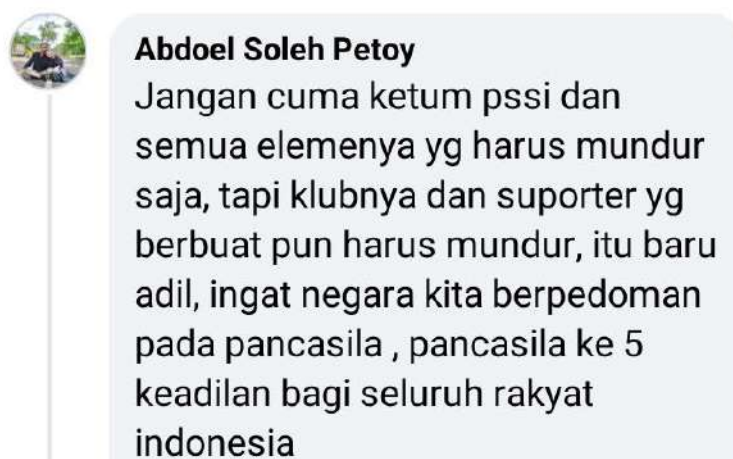 Abdoel Soleh Petoy
Jangan cuma ketum pssi dan
semua elemenya yg harus mundur
saja, tapi klubnya dan suporter yg
berbuat pun harus mundur, itu baru
adil, ingat negara kita berpedoman
pada pancasila , pancasila ke 5
keadilan bagi seluruh rakyat
indonesia